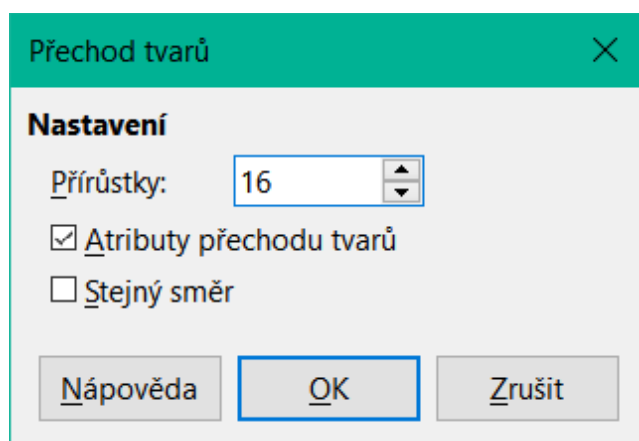 Přechod tvarů
Nastavení
Přírůstky: 16
Atributy přechodu tvarů
Stejný směr
Nápověda OK Zrušit